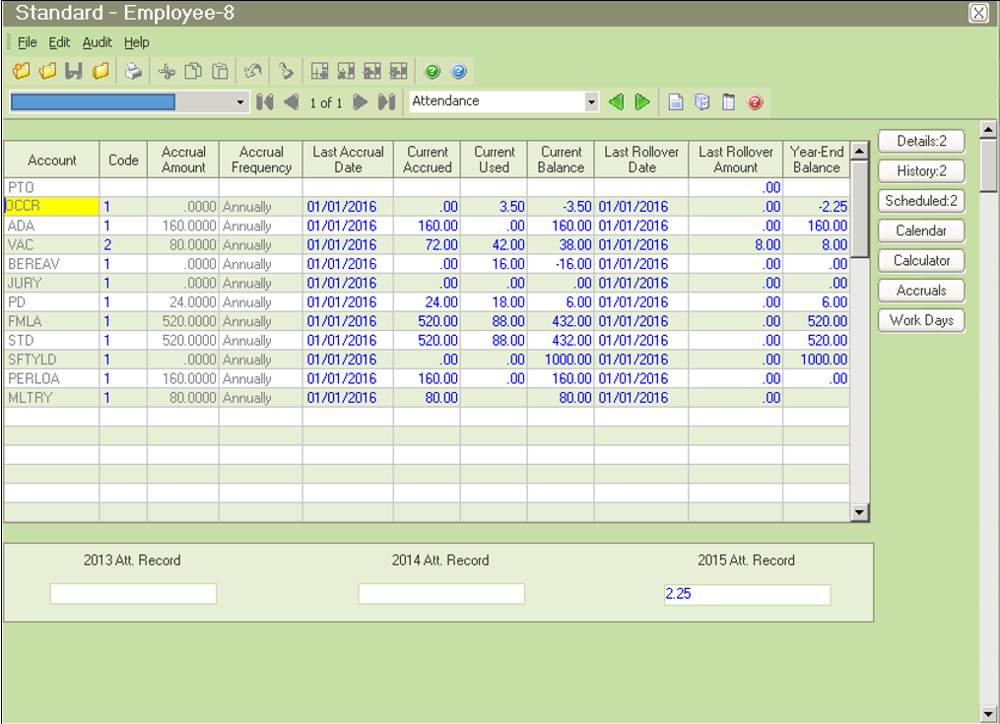 Standard - Employee-8
File Edit Audit Help
1 of 1 Attendance
Account Code Accrual Amount Accrual Frequency Last Accrual Date Current Accrued Current Used Current Balance Last Rollover Date Last Rollover Amount Year-End Balance
PTO .00
OCCR 1 .0000 Annually 01/01/2016 .00 3.50 -3.50 01/01/2016 .00 -2.25
ADA 1 160.0000 Annually 01/01/2016 160.00 .00 160.00 01/01/2016 .00 160.00
VAC 2 80.0000 Annually 01/01/2016 72.00 42.00 38.00 01/01/2016 8.00 8.00
BEREAV 1 .0000 Annually 01/01/2016 .00 16.00 -16.00 01/01/2016 .00 .00
JURY 1 .0000 Annually 01/01/2016 .00 .00 .00 01/01/2016 .00 .00
PD 1 24.0000 Annually 01/01/2016 24.00 18.00 6.00 01/01/2016 .00 6.00
FMLA 1 520.0000 Annually 01/01/2016 520.00 88.00 432.00 01/01/2016 .00 520.00
STD 1 520.0000 Annually 01/01/2016 520.00 88.00 432.00 01/01/2016 .00 520.00
SFTYLD 1 .0000 Annually 01/01/2016 .00 .00 1000.00 01/01/2016 .00 1000.00
PERLOA 1 160.0000 Annually 01/01/2016 160.00 .00 160.00 01/01/2016 .00 .00
MLTRY 1 80.0000 Annually 01/01/2016 80.00 80.00 01/01/2016 .00
Details:2
History:2
Scheduled:2
Calendar
Calculator
Accruals
Work Days
2013 Att. Record 2014 Att. Record 2015 Att. Record
2.25